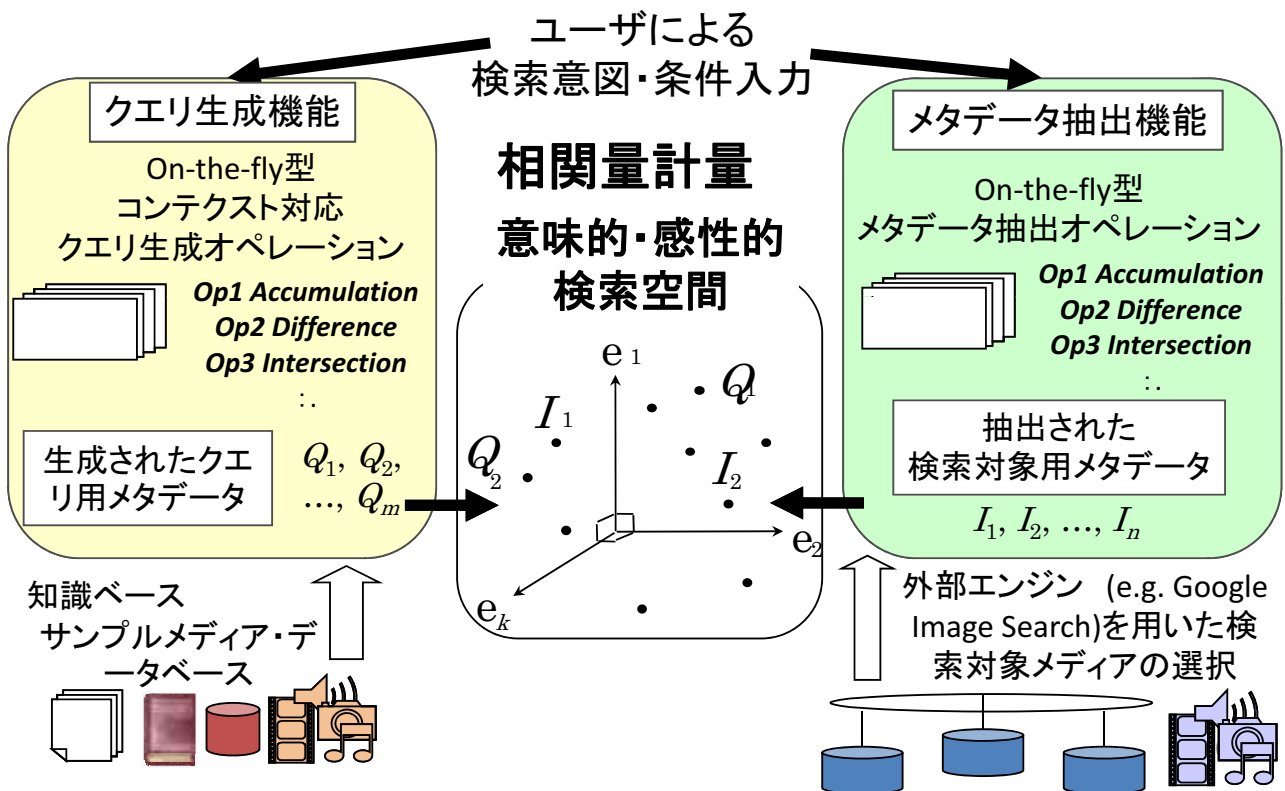 ユーザによる
検索意図・条件入力
クエリ生成機能
On-the-fly型
コンテクスト対応
クエリ生成オペレーション
Op1 Accumulation
Op2 Difference
Op3 Intersection
:.
生成されたクエ
リ用メタデータ
Q1, Q2,
…, Qm
知識ベース
サンプルメディア・デ
ータベース
相関量計量
意味的・感性的
検索空間
e1
Q1
I1
Q2
I2
e2
ek
メタデータ抽出機能
On-the-fly型
メタデータ抽出オペレーション
Op1 Accumulation
Op2 Difference
Op3 Intersection
:.
抽出された
検索対象用メタデータ
I1, I2, …, In
外部エンジン (e.g. Google
Image Search)を用いた検
索対象メディアの選択